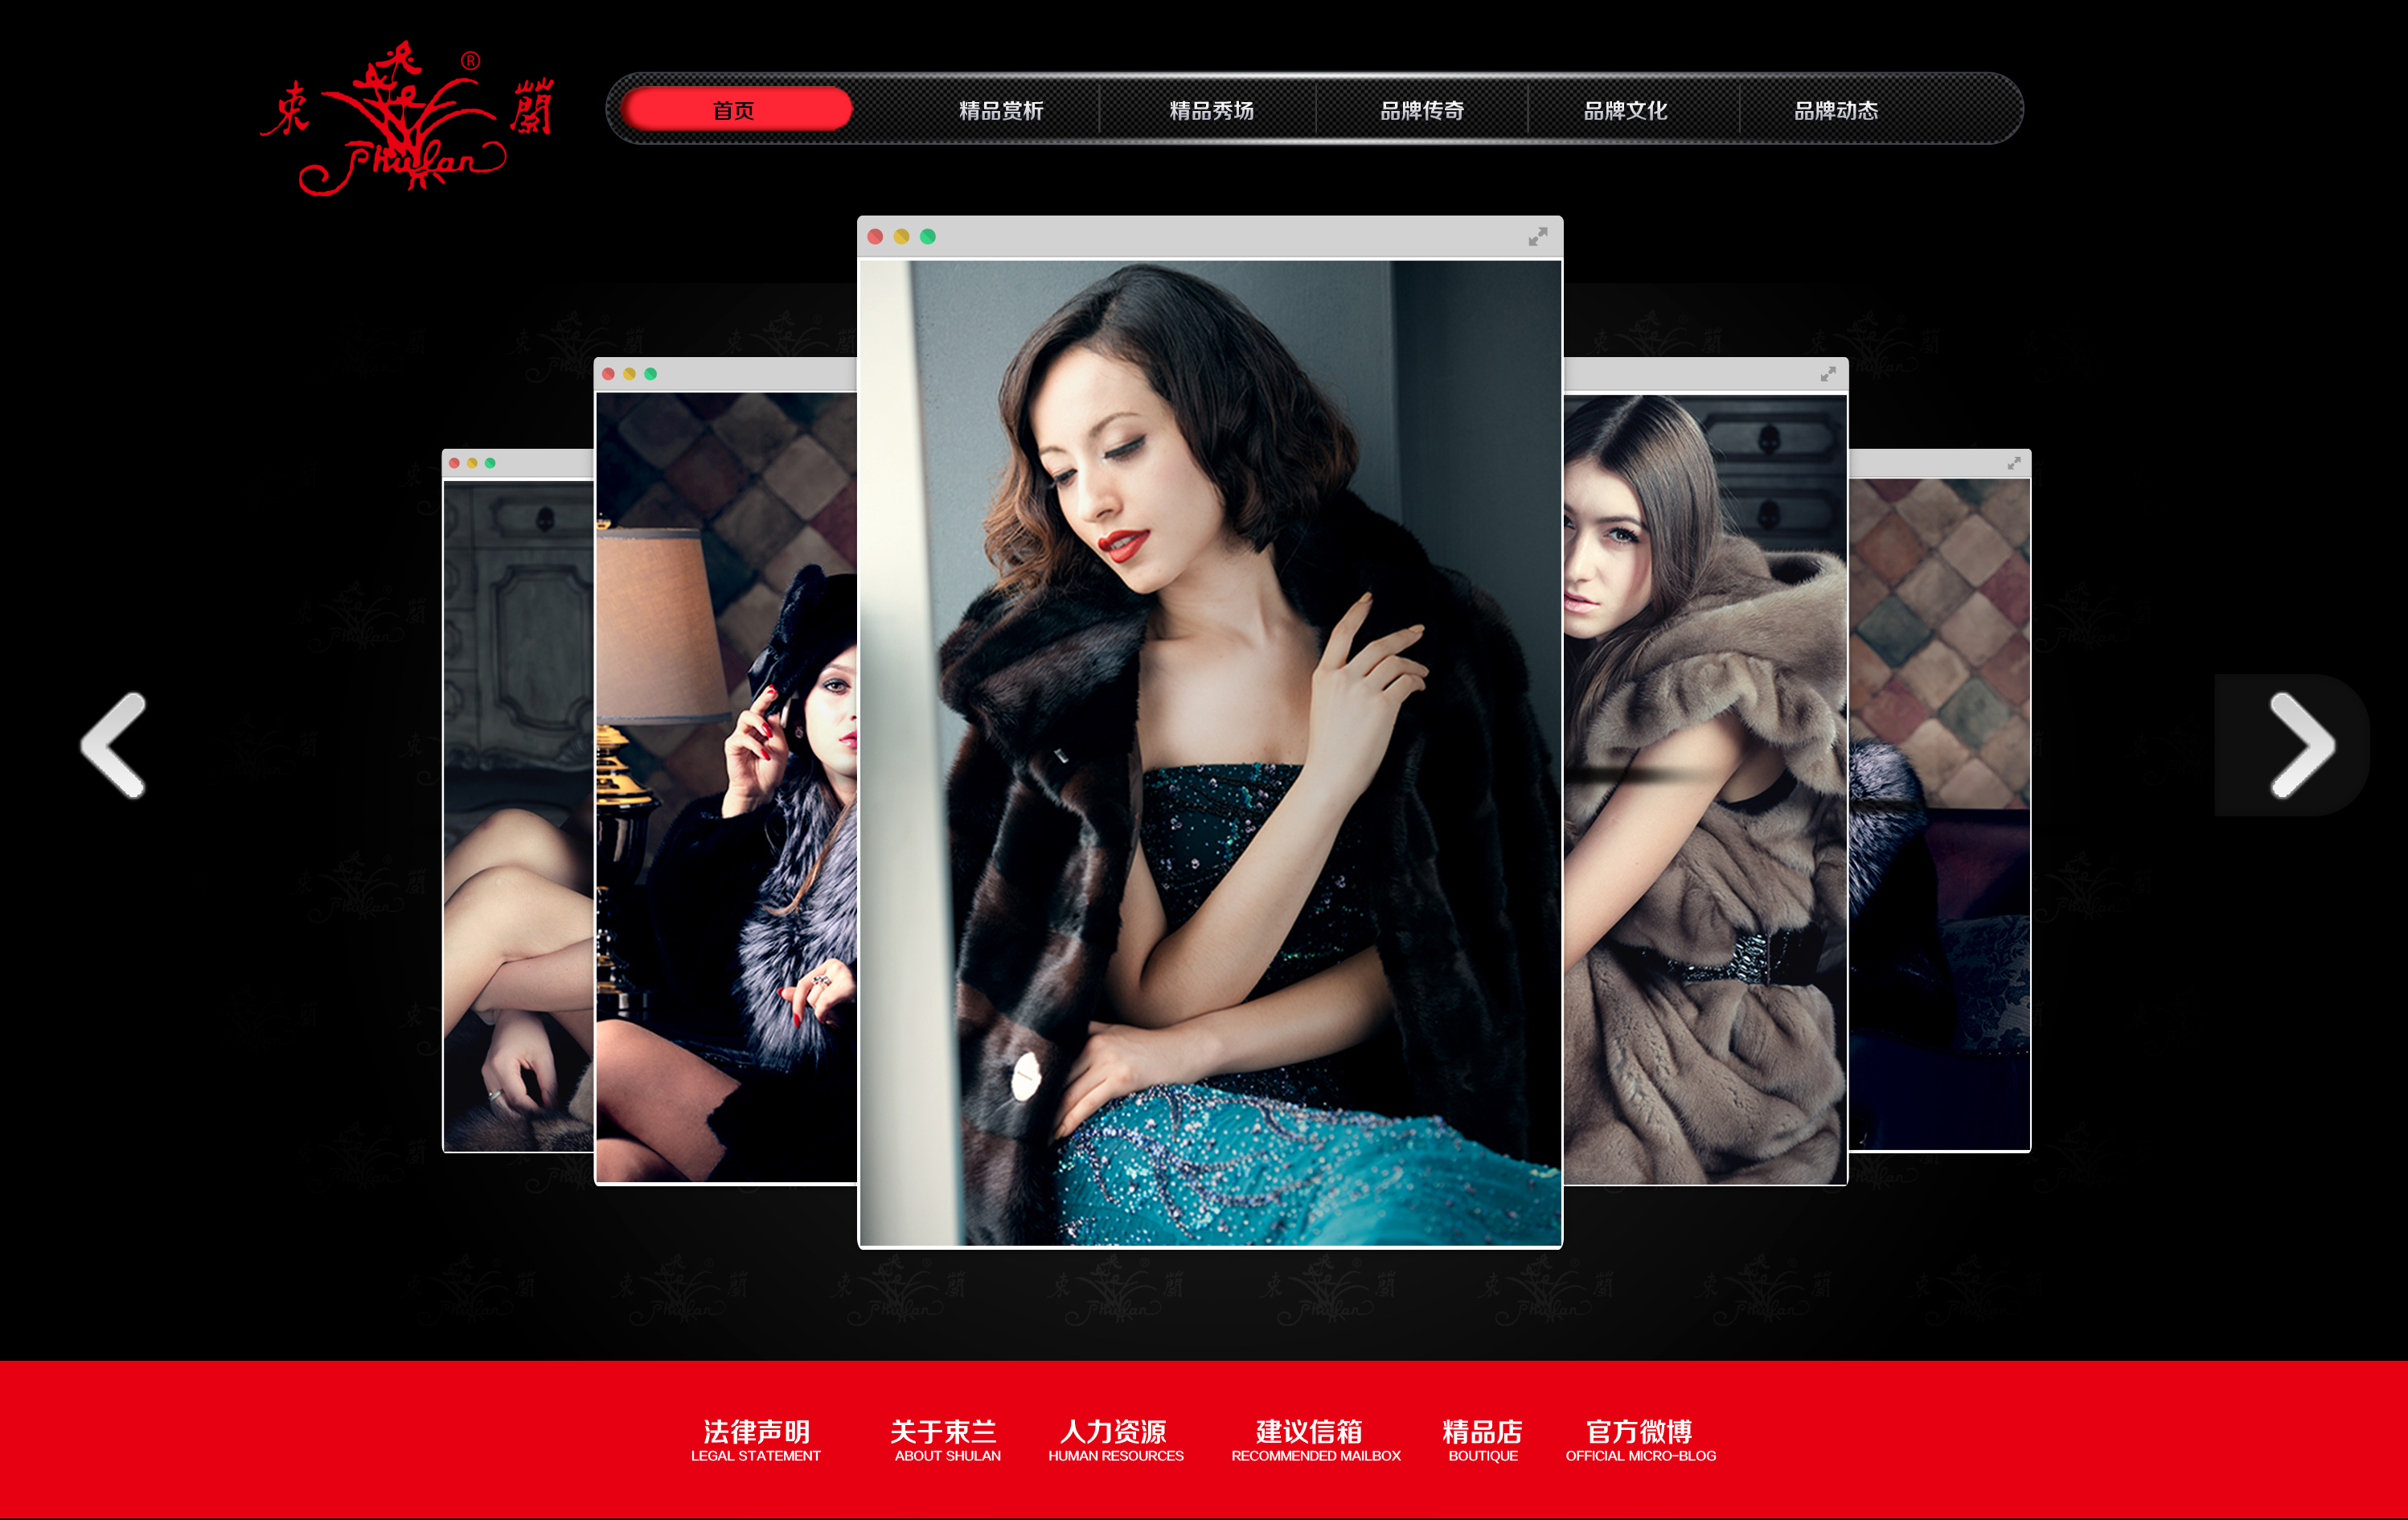 束 蘭
Shulan
®
首页 精品赏析 精品秀场 品牌传奇 品牌文化 品牌动态
法律声明 关于束兰 人力资源 建议信箱 精品店 官方微博
LEGAL STATEMENT ABOUT SHULAN HUMAN RESOURCES RECOMMENDED MAILBOX BOUTIQUE OFFICIAL MICRO-BLOG